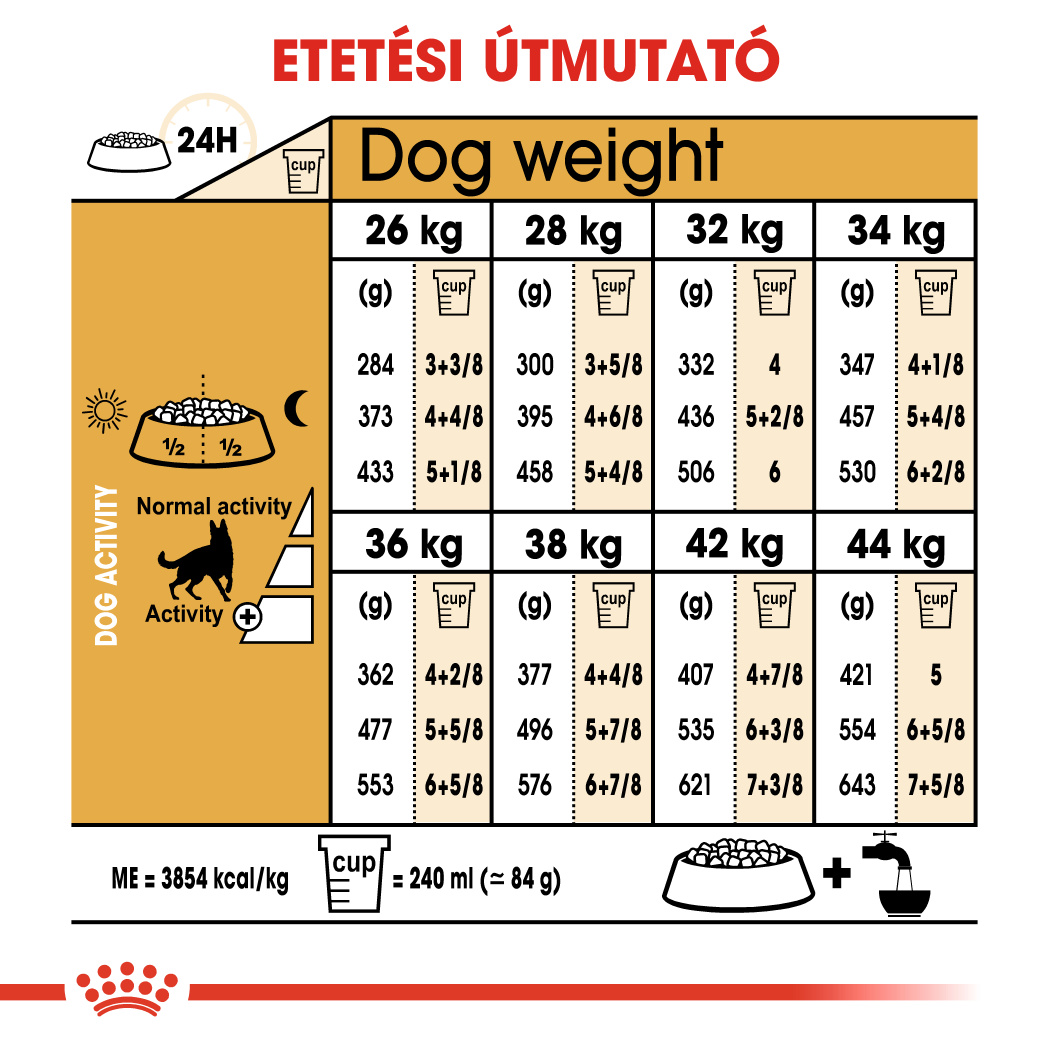 ETETÉSI ÚTMUTATÓ
24H
cup
Dog weight
26 kg 28 kg 32 kg 34 kg
(g) cup (g) cup (g) cup (g) cup
284 3+3/8 300 3+5/8 332 4 347 4+1/8
373 4+4/8 395 4+6/8 436 5+2/8 457 5+4/8
433 5+1/8 458 5+4/8 506 6 530 6+2/8
½ ½
DOG ACTIVITY
Normal activity
Activity +
36 kg 38 kg 42 kg 44 kg
(g) cup (g) cup (g) cup (g) cup
362 4+2/8 377 4+4/8 407 4+7/8 421 5
477 5+5/8 496 5+7/8 535 6+3/8 554 6+5/8
553 6+5/8 576 6+7/8 621 7+3/8 643 7+5/8
ME = 3854 kcal/kg cup = 240 ml (≃ 84 g) +